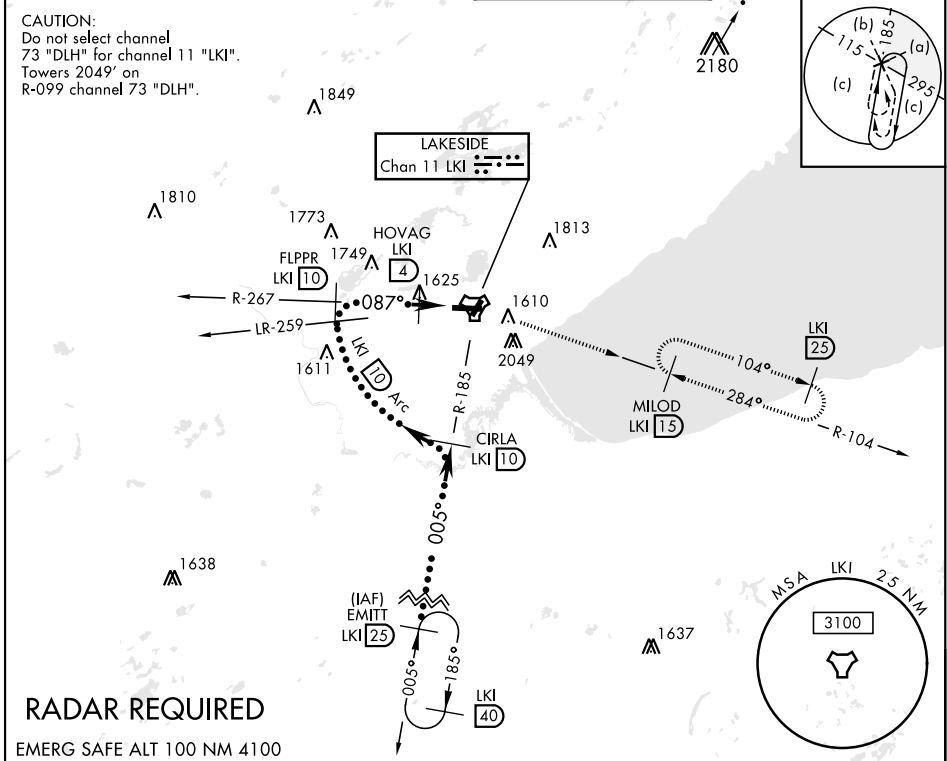 CAUTION:
Do not select channel
73 "DLH" for channel 11 "LKI".
Towers 2049' on
R-099 channel 73 "DLH".
2180
(b)
185
(a)
115
295
(c)
(c)
1849
LAKESIDE
Chan 11 LKI
1810
1773
HOVAG
LKI
4
1813
1749
FLPPR
LKI 10
1625
R-267
087°
1610
LR-259
2049
LKI
25
1611
LKI 10 Arc
R-185
104°
284°
MILOD
LKI 15
R-104
CIRLA
LKI 10
005°
1638
(IAF)
EMITT
LKI 25
005°
185°
1637
LKI
40
MSA LKI 25 NM
3100
RADAR REQUIRED
EMERG SAFE ALT 100 NM 4100